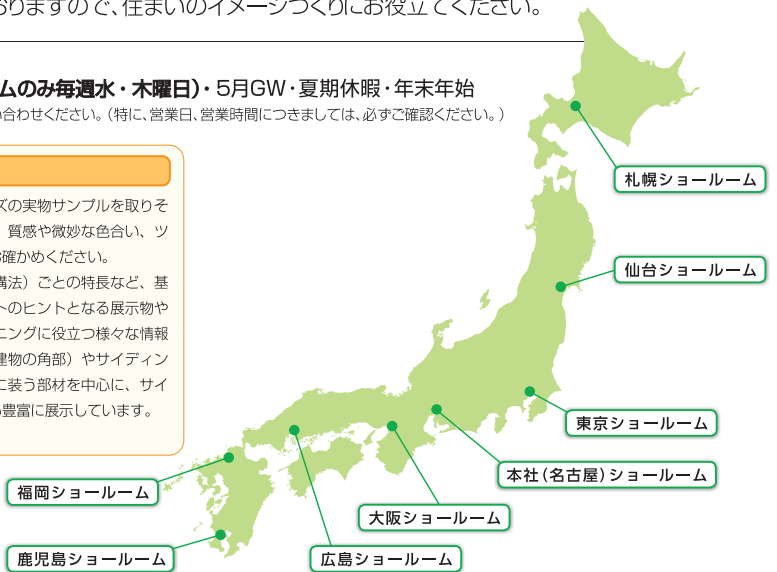 おりますので、住まいのイメージづくりにお役立てください。
ムのみ毎週水・木曜日)・5月GW・夏期休暇・年末年始
い合わせください。(特に、営業日、営業時間につきましては、必ずご確認ください。)
ズの実物サンプルを取りそ
質感や微妙な色合い、ツ
お確かめください。
構法)ごとの特長など、基
トのヒントとなる展示物や
ニングに役立つ様々な情報
建物の角部)やサイディン
に装う部材を中心に、サイ
も豊富に展示しています。
札幌ショールーム
仙台ショールーム
東京ショールーム
本社(名古屋)ショールーム
大阪ショールーム
広島ショールーム
福岡ショールーム
鹿児島ショールーム